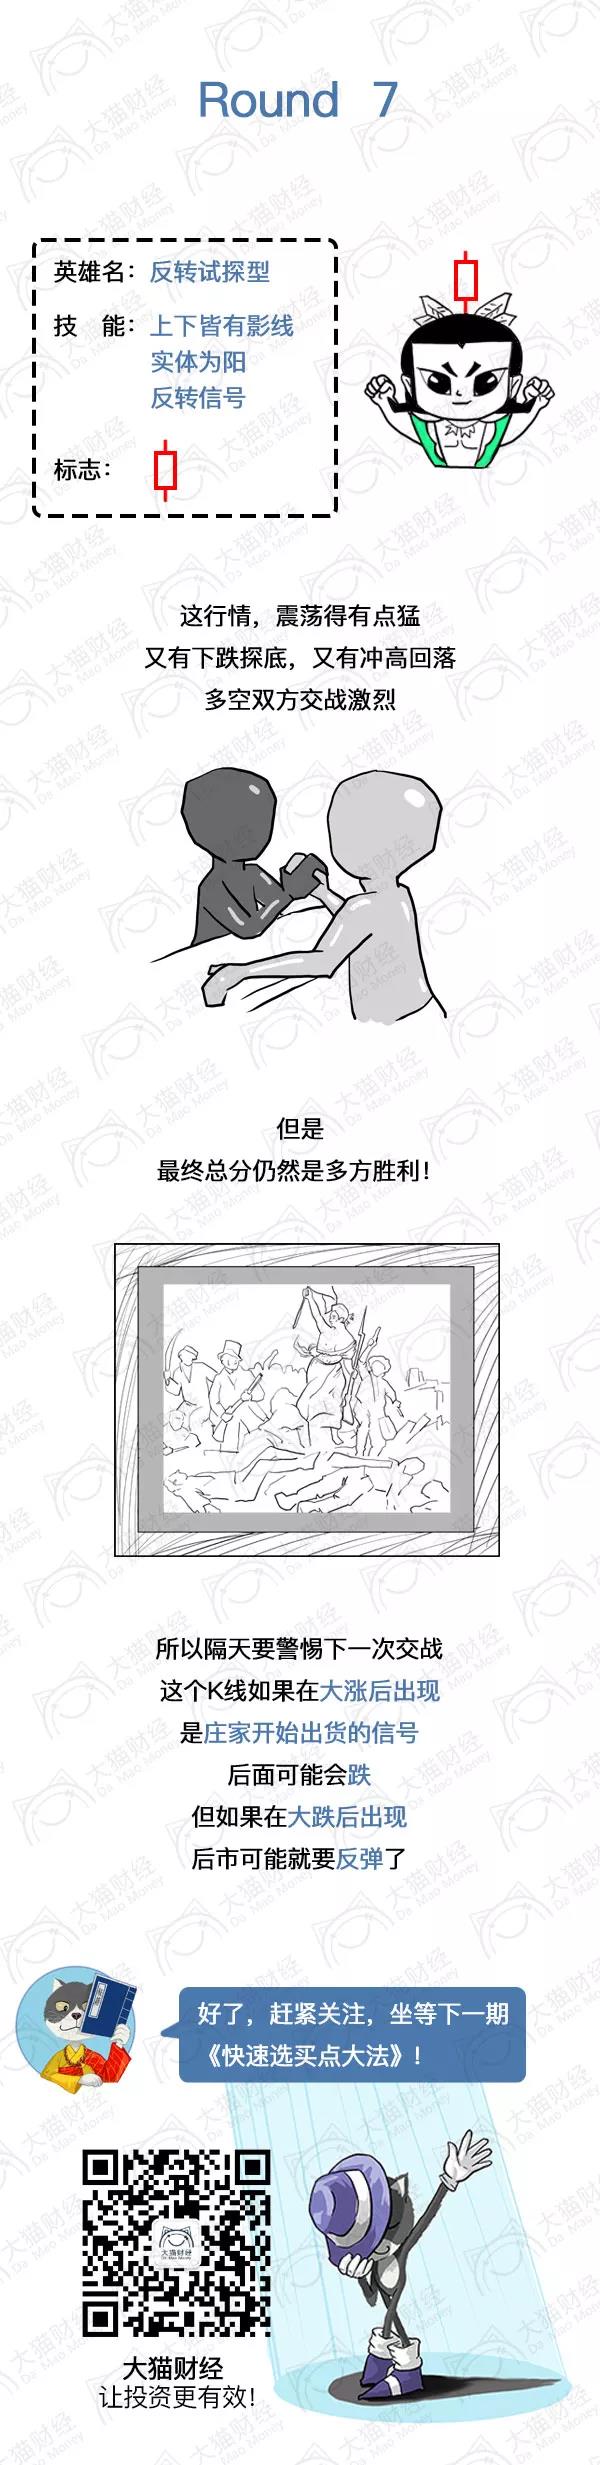 Round 7
英雄名：反转试探型
技 能：上下皆有影线
实体为阳
反转信号
标志：
这行情，震荡得有点猛
又有下跌探底，又有冲高回落
多空双方交战激烈
但是
最终总分仍然是多方胜利！
所以隔天要警惕下一次交战
这个K线如果在大涨后出现
是庄家开始出货的信号
后面可能会跌
但如果在大跌后出现
后市可能就要反弹了
好了，赶紧关注，坐等下一期
《快速选买点大法》！
大猫财经
Da Mao Money
大猫财经
让投资更有效！